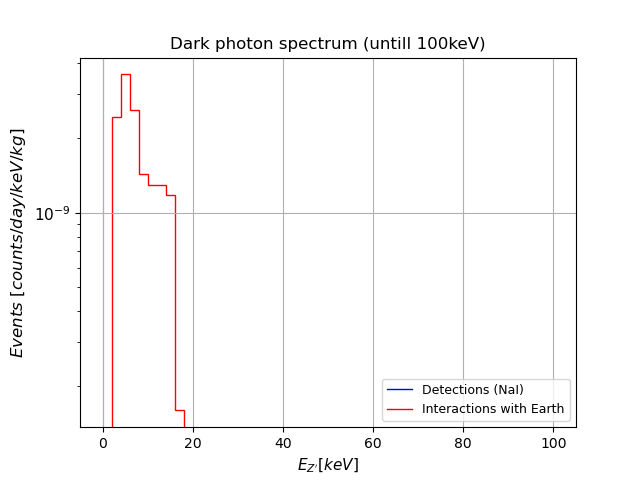 Dark photon spectrum (untill 100keV)
Events [counts/day/keV/kg]
10⁻⁹
0 20 40 60 80 100
E_Z' [keV]
Detections (NaI)
Interactions with Earth